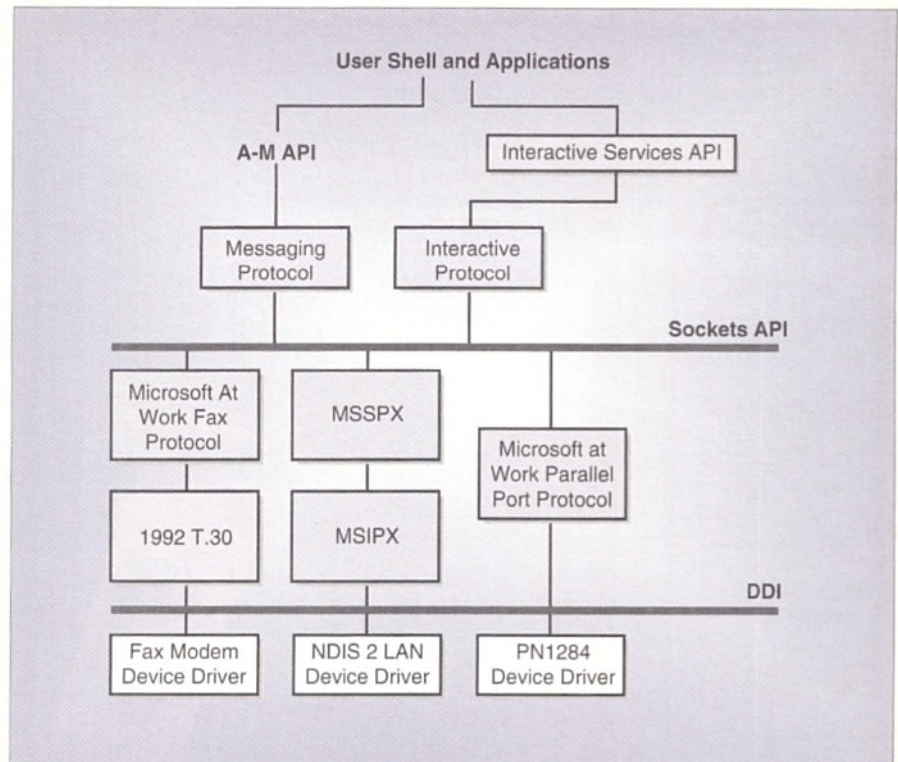 User Shell and Applications
A-M API
Interactive Services API
Messaging
Protocol
Interactive
Protocol
Sockets API
Microsoft At
Work Fax
Protocol
MSSPX
Microsoft at
Work Parallel
Port Protocol
1992 T.30
MSIPX
DDI
Fax Modem
Device Driver
NDIS 2 LAN
Device Driver
PN1284
Device Driver